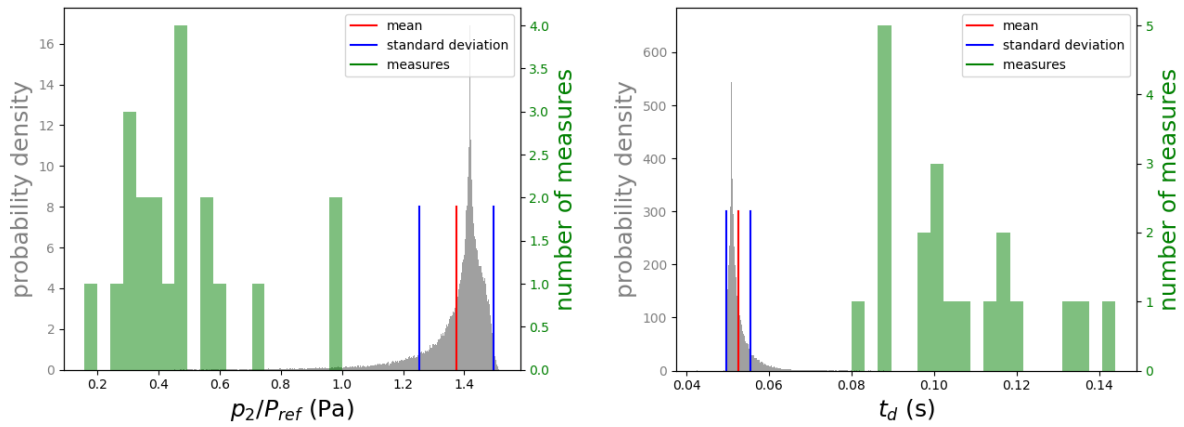 mean
standard deviation
measures
16
14
12
10
8
6
4
2
0
probability density
4.0
3.5
3.0
2.5
2.0
1.5
1.0
0.5
0.0
number of measures
0.2 0.4 0.6 0.8 1.0 1.2 1.4
p₂/P_ref (Pa)
mean
standard deviation
measures
600
500
400
300
200
100
0
probability density
5
4
3
2
1
0
number of measures
0.04 0.06 0.08 0.10 0.12 0.14
t_d (s)